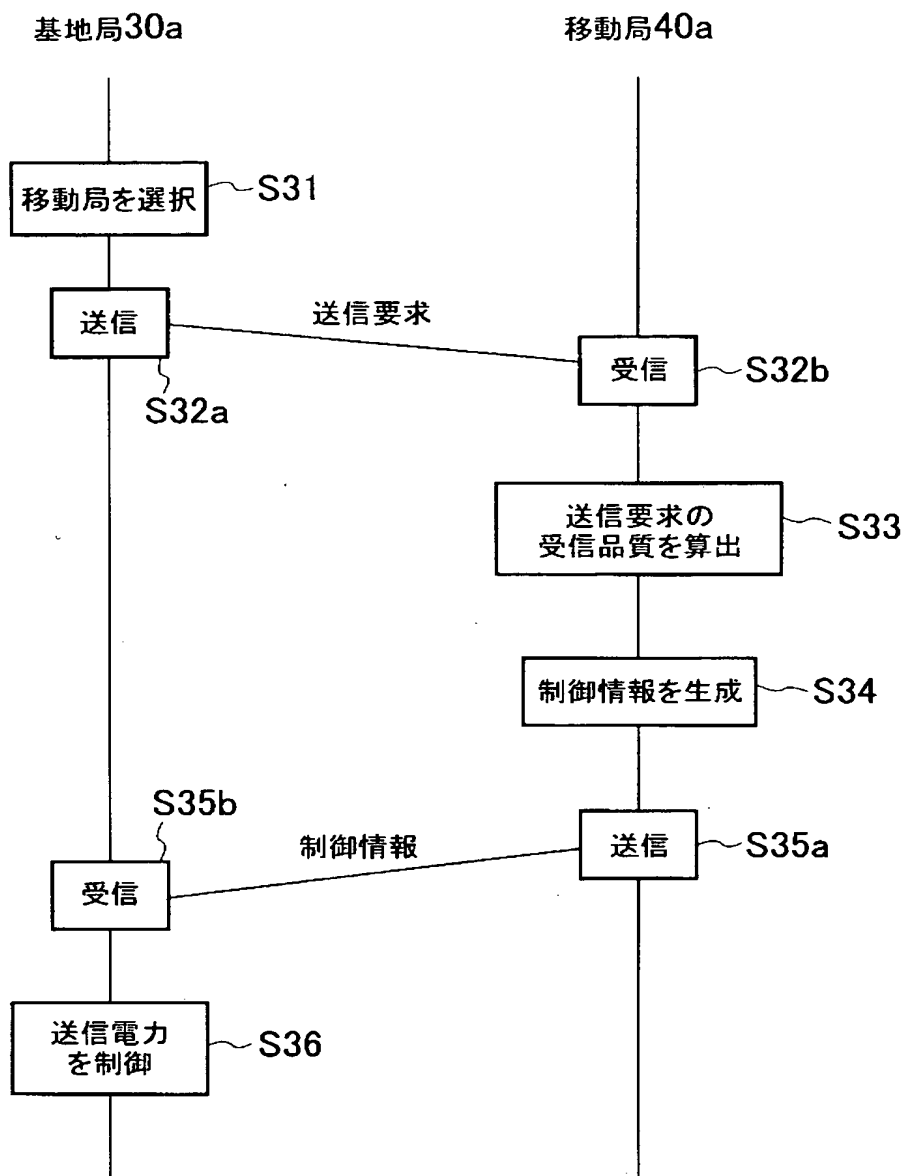 基地局30a
移動局40a
移動局を選択
S31
送信
送信要求
S32a
受信
S32b
送信要求の
受信品質を算出
S33
制御情報を生成
S34
S35b
制御情報
送信
S35a
受信
送信電力
を制御
S36